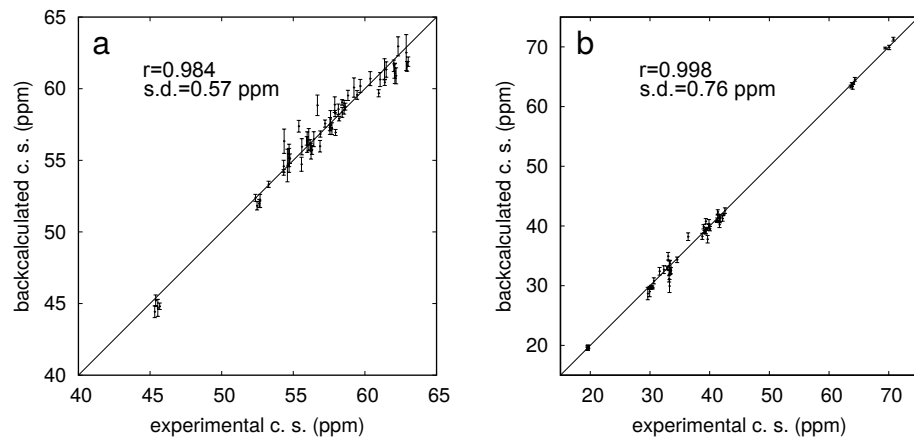 a
r=0.984
s.d.=0.57 ppm
backcalculated c. s. (ppm)
65
60
55
50
45
40
40 45 50 55 60 65
experimental c. s. (ppm)
b
r=0.998
s.d.=0.76 ppm
backcalculated c. s. (ppm)
70
60
50
40
30
20
20 30 40 50 60 70
experimental c. s. (ppm)